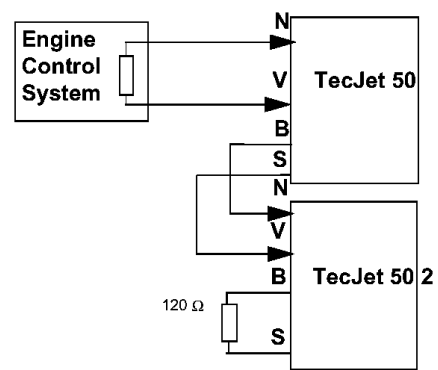 Engine
Control
System
N
V
B
S
TecJet 50
N
V
B
S
TecJet 50 2
120 Ω